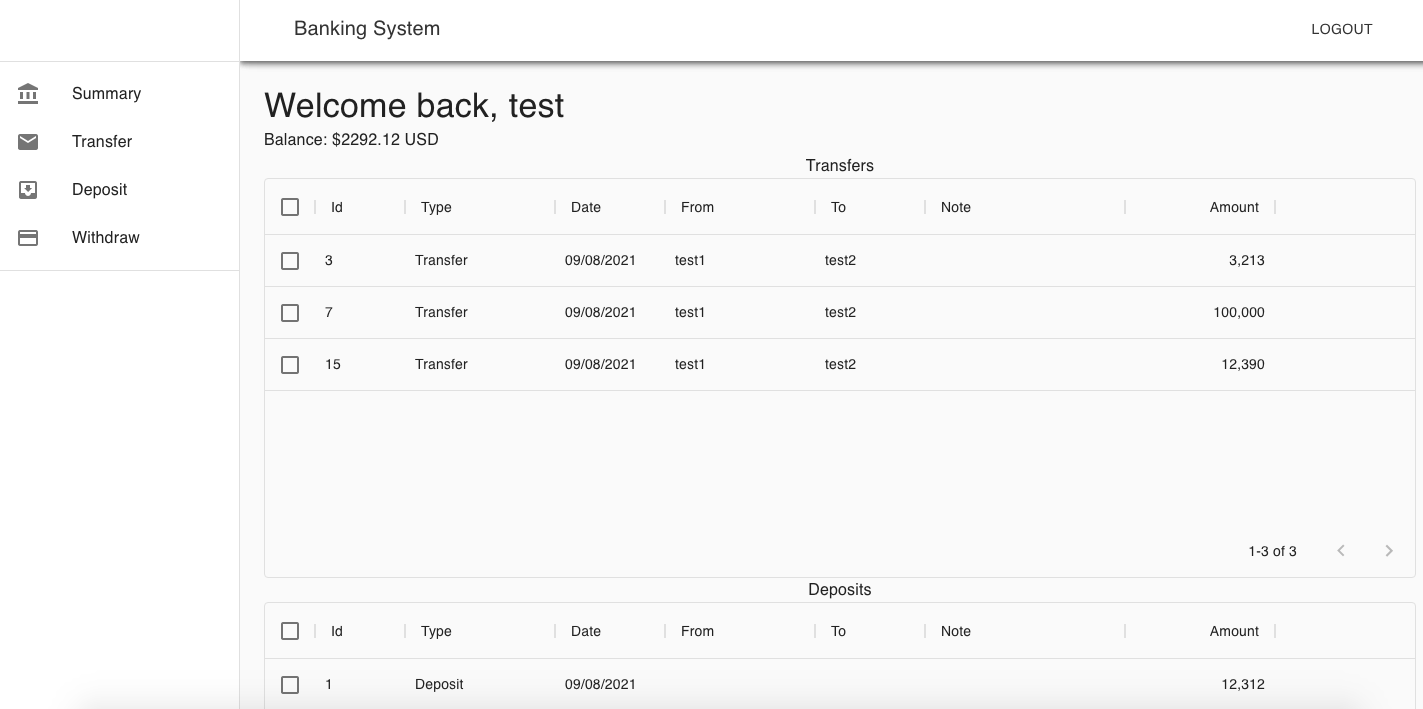 Banking System
LOGOUT
Summary
Transfer
Deposit
Withdraw
Welcome back, test
Balance: $2292.12 USD
Transfers
Id Type Date From To Note Amount
3 Transfer 09/08/2021 test1 test2 3,213
7 Transfer 09/08/2021 test1 test2 100,000
15 Transfer 09/08/2021 test1 test2 12,390
1-3 of 3
Deposits
Id Type Date From To Note Amount
1 Deposit 09/08/2021 12,312